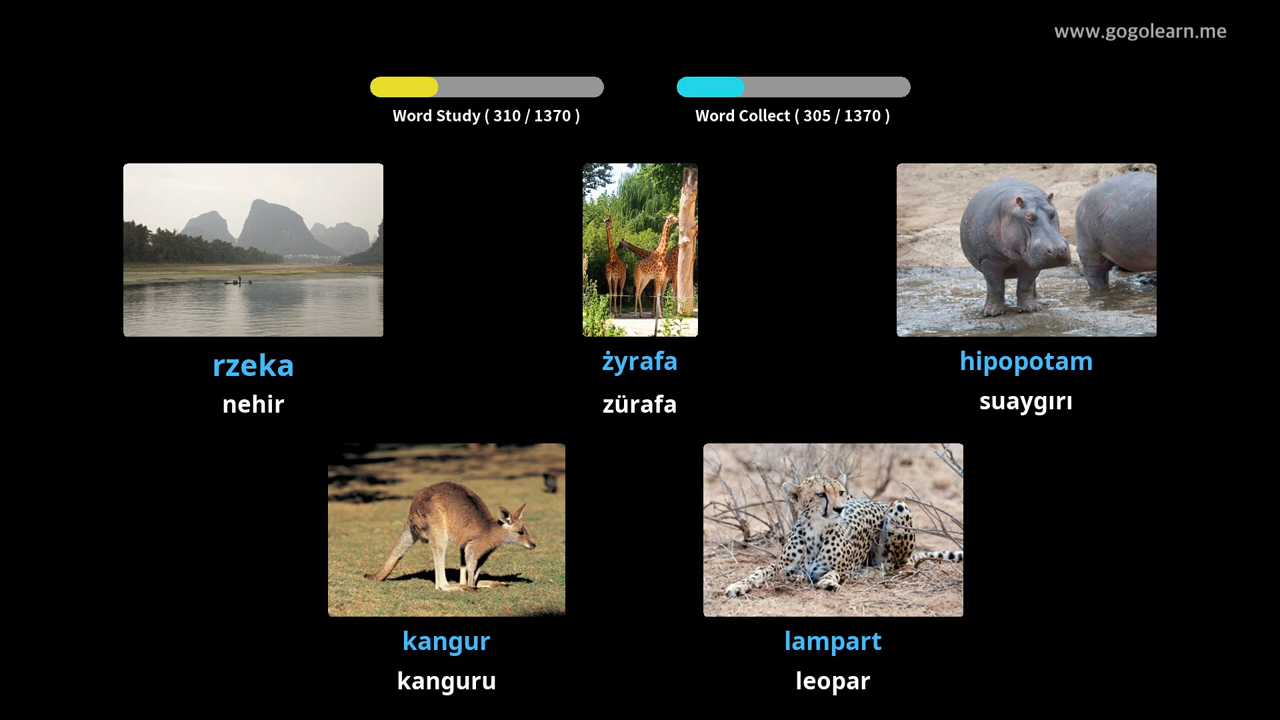 www.gogolearn.me
Word Study ( 310 / 1370 )
Word Collect ( 305 / 1370 )
rzeka
nehir
żyrafa
zürafa
hipopotam
suaygırı
kangur
kanguru
lampart
leopar